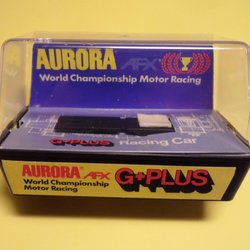 AURORA AFX
World Championship Motor Racing
G+PLUS Racing Car
AURORA AFX
World Championship
Motor Racing
G+PLUS